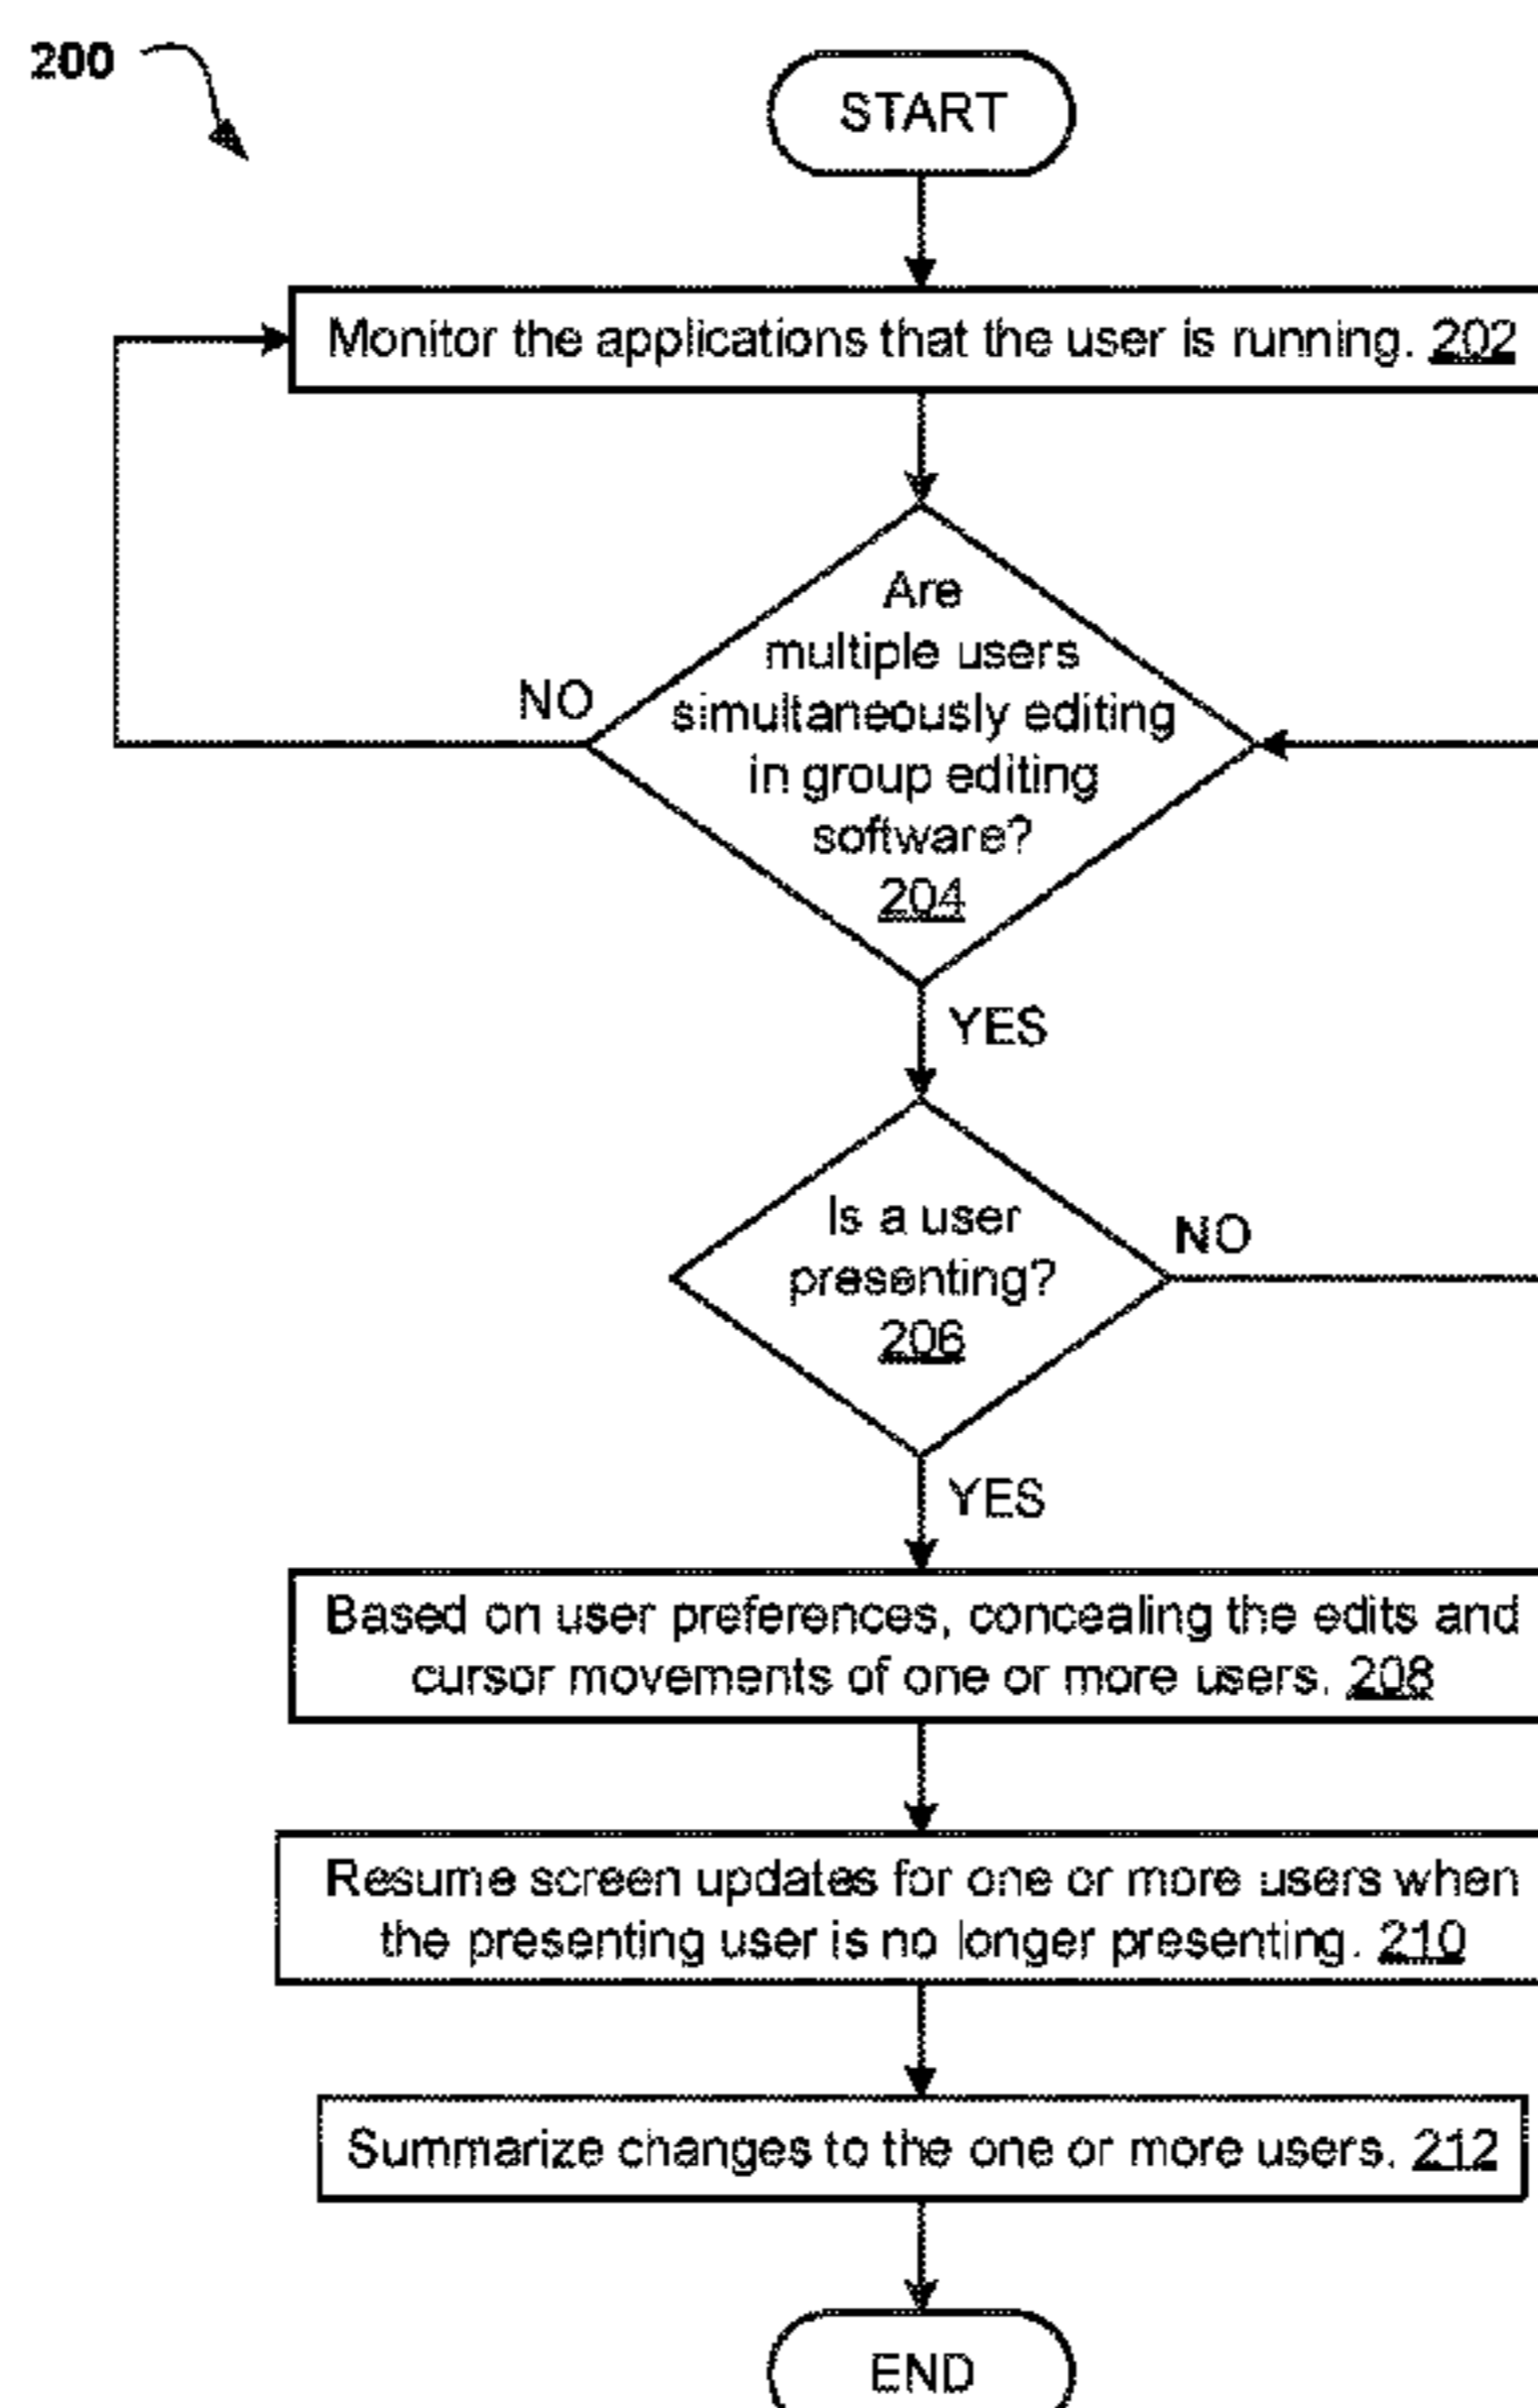 200
START
Monitor the applications that the user is running. 202
Are
multiple users
simultaneously editing
in group editing
software?
204
NO
YES
Is a user
presenting?
206
NO
YES
Based on user preferences, concealing the edits and
cursor movements of one or more users. 208
Resume screen updates for one or more users when
the presenting user is no longer presenting. 210
Summarize changes to the one or more users. 212
END